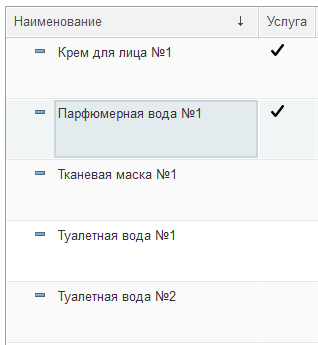 Наименование ↓ Услуга
Крем для лица №1 ✓
Парфюмерная вода №1 ✓
Тканевая маска №1
Туалетная вода №1
Туалетная вода №2